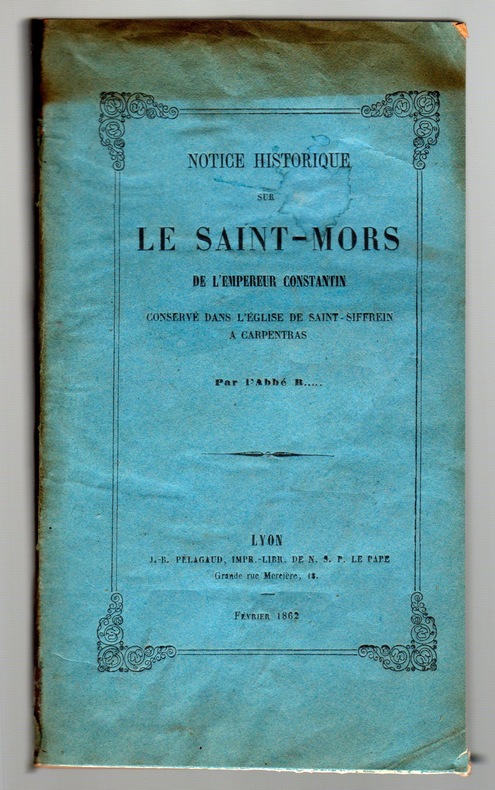 NOTICE HISTORIQUE
SUR
LE SAINT-MORS
DE L'EMPEREUR CONSTANTIN
CONSERVÉ DANS L'ÉGLISE DE SAINT-SIFFREIN
A CARPENTRAS
Par l'Abbé R.....
LYON
J.-B. PÉLAGAUD, IMPR.-LIBR. DE N. S. P. LE PAPE
Grande rue Mercière,
FÉVRIER 1862